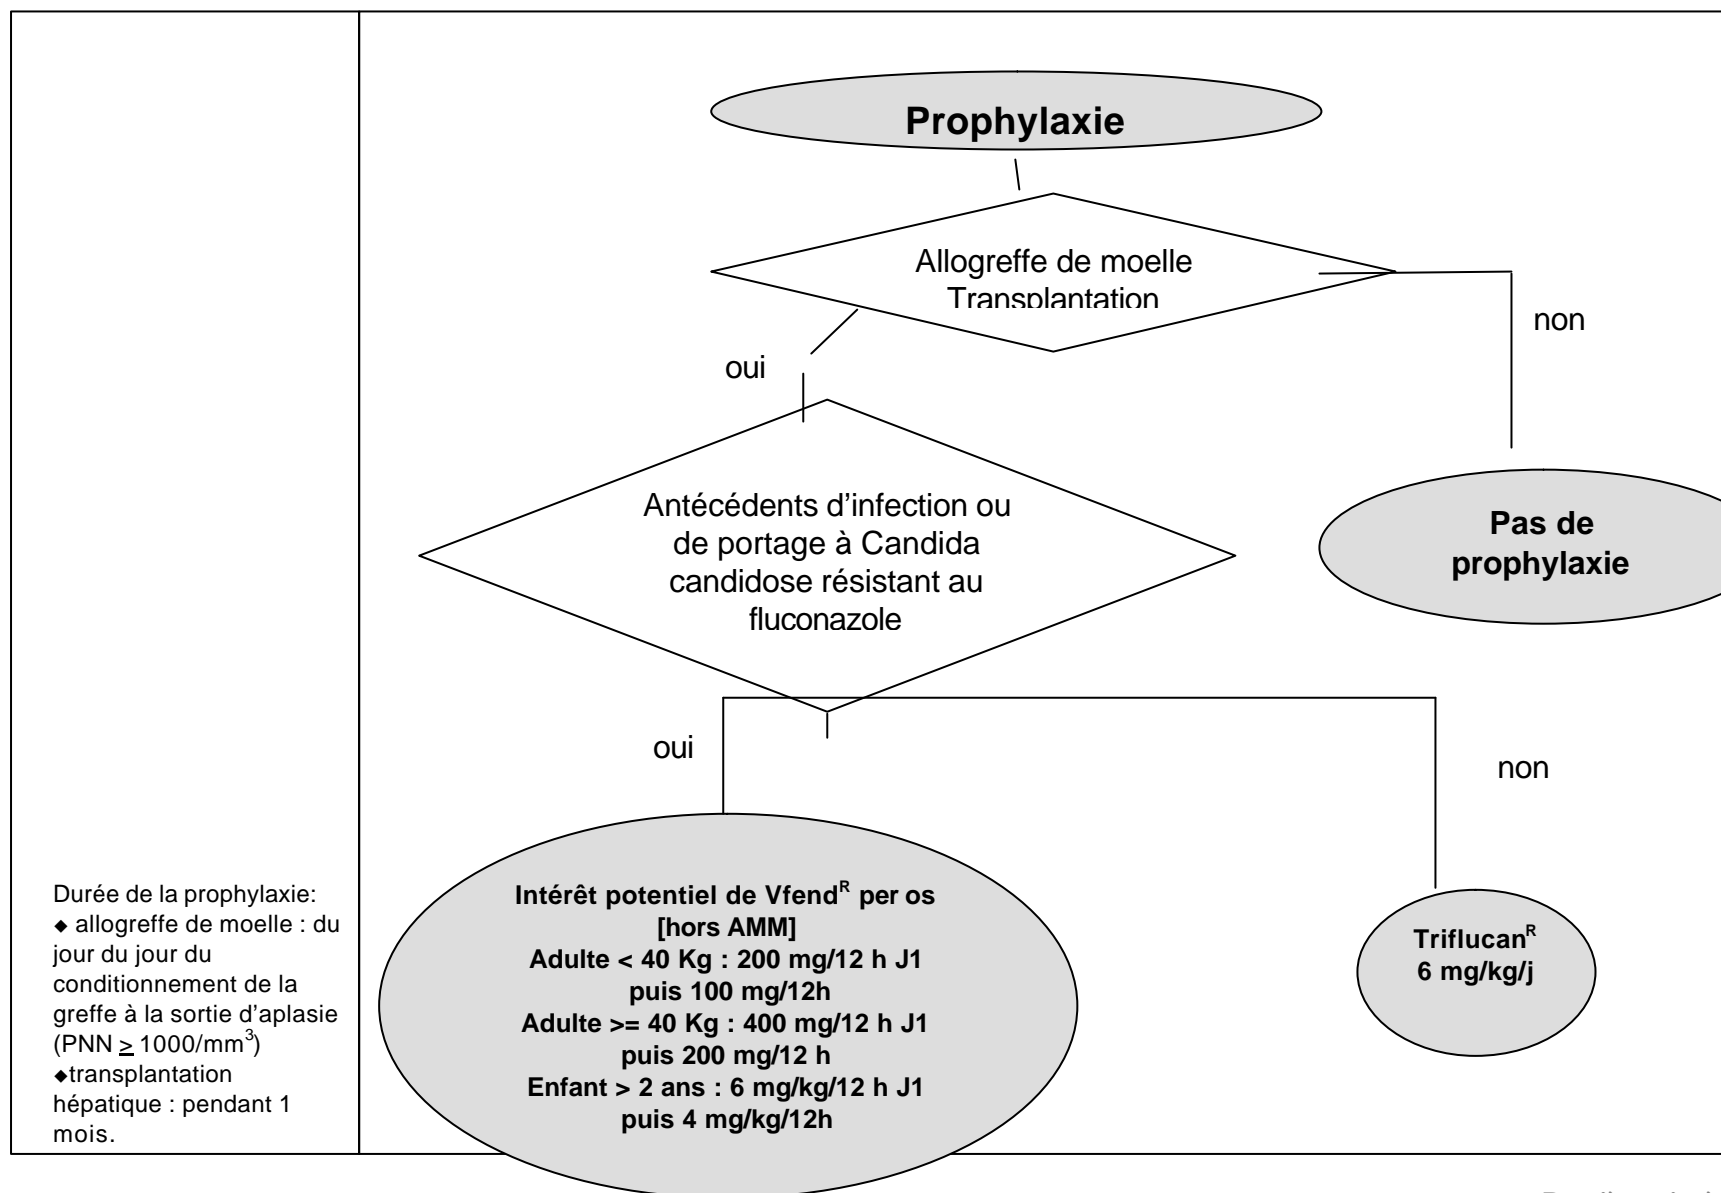 Prophylaxie
Allogreffe de moelle
Transplantation
non
oui
Antécédents d’infection ou
de portage à Candida
candidose résistant au
fluconazole
Pas de
prophylaxie
oui
non
Intérêt potentiel de Vfend^R per os
[hors AMM]
Adulte < 40 Kg : 200 mg/12 h J1
puis 100 mg/12h
Adulte >= 40 Kg : 400 mg/12 h J1
puis 200 mg/12 h
Enfant > 2 ans : 6 mg/kg/12 h J1
puis 4 mg/kg/12h
Triflucan^R
6 mg/kg/j
Durée de la prophylaxie:
◆ allogreffe de moelle : du
jour du jour du
conditionnement de la
greffe à la sortie d’aplasie
(PNN ≥ 1000/mm³)
◆transplantation
hépatique : pendant 1
mois.